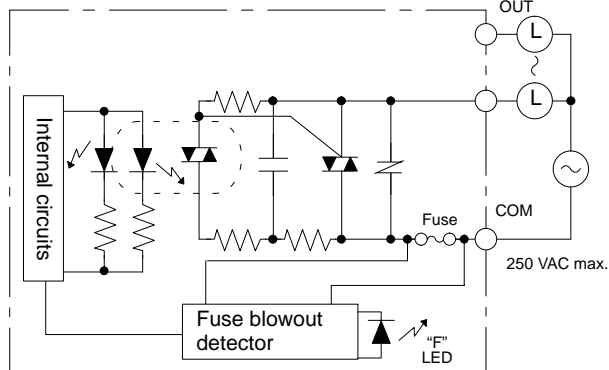 OUT
L
L
Internal circuits
Fuse
COM
250 VAC max.
Fuse blowout
detector
“F”
LED